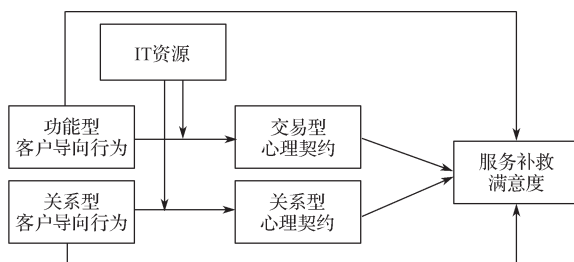 IT资源
功能型
客户导向行为
交易型
心理契约
服务补救
满意度
关系型
客户导向行为
关系型
心理契约